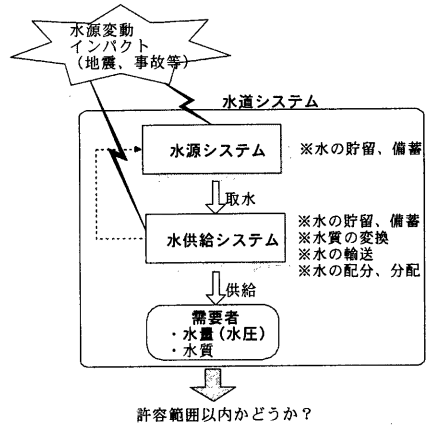 水源変動
インパクト
（地震、事故等）
水道システム
水源システム
※水の貯留、備蓄
取水
水供給システム
※水の貯留、備蓄
※水質の変換
※水の輸送
※水の配分、分配
供給
需要者
・水量（水圧）
・水質
許容範囲以内かどうか？